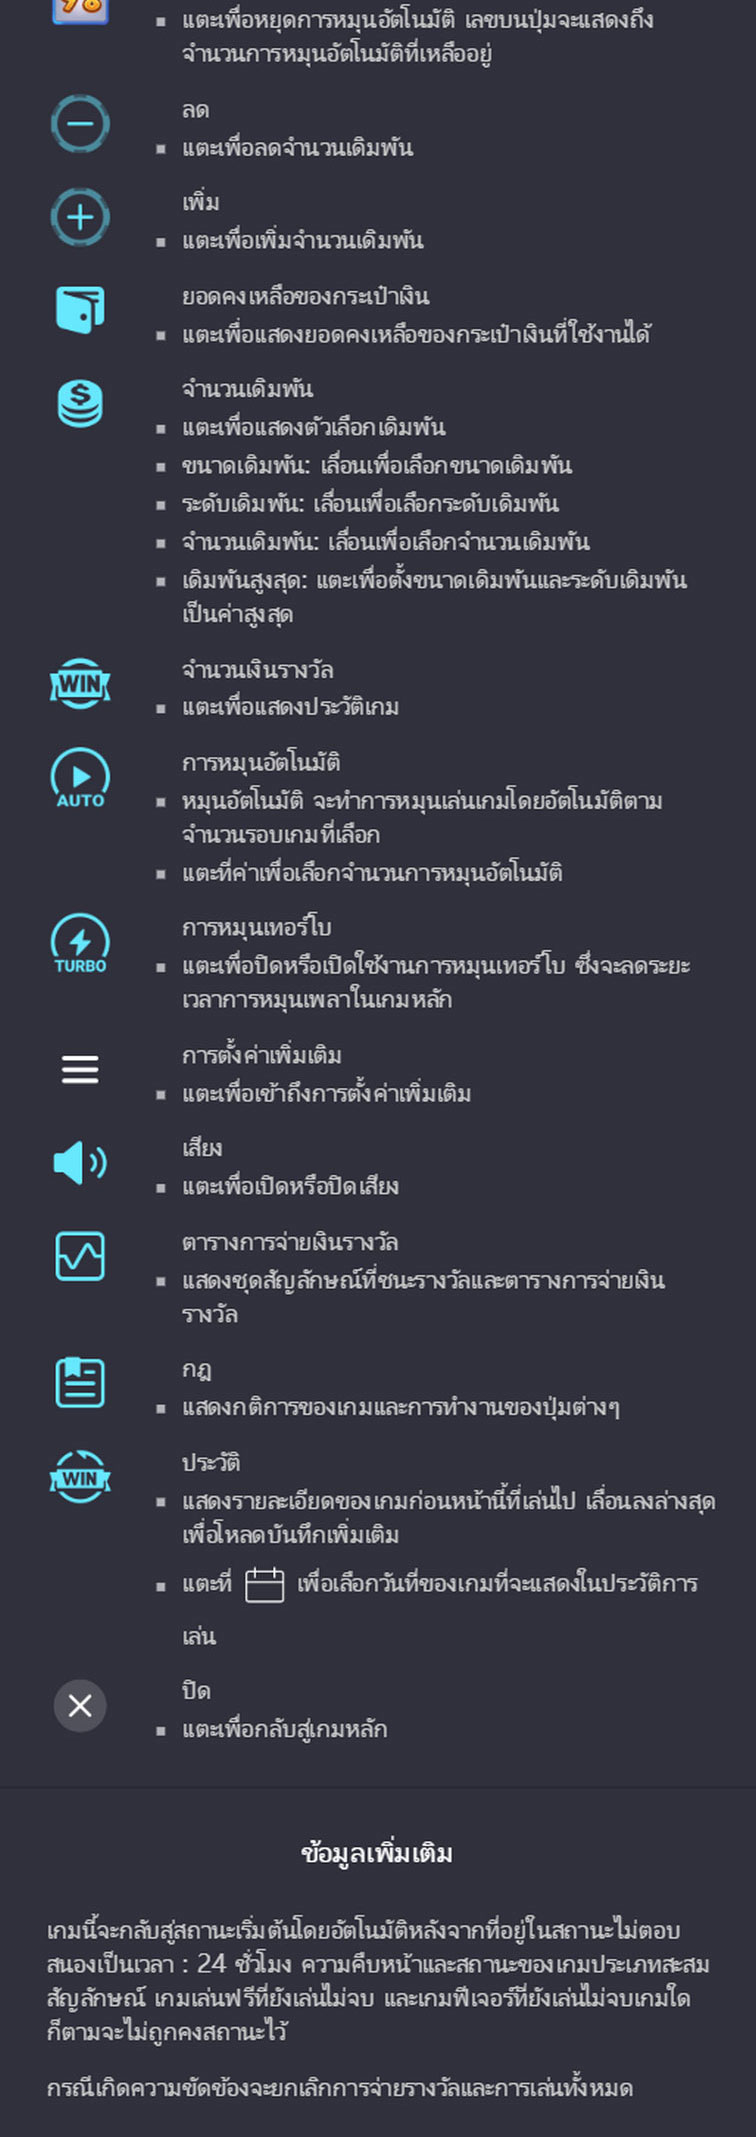 98
แตะเพื่อหยุดการหมุนอัตโนมัติ เลขบนปุ่มจะแสดงถึง
จำนวนการหมุนอัตโนมัติที่เหลืออยู่
ลด
แตะเพื่อลดจำนวนเดิมพัน
เพิ่ม
แตะเพื่อเพิ่มจำนวนเดิมพัน
ยอดคงเหลือของกระเป๋าเงิน
แตะเพื่อแสดงยอดคงเหลือของกระเป๋าเงินที่ใช้งานได้
จำนวนเดิมพัน
แตะเพื่อแสดงตัวเลือกเดิมพัน
ขนาดเดิมพัน: เลื่อนเพื่อเลือกขนาดเดิมพัน
ระดับเดิมพัน: เลื่อนเพื่อเลือกระดับเดิมพัน
จำนวนเดิมพัน: เลื่อนเพื่อเลือกจำนวนเดิมพัน
เดิมพันสูงสุด: แตะเพื่อตั้งขนาดเดิมพันและระดับเดิมพัน
เป็นค่าสูงสุด
WIN
จำนวนเงินรางวัล
แตะเพื่อแสดงประวัติเกม
AUTO
การหมุนอัตโนมัติ
หมุนอัตโนมัติ จะทำการหมุนเล่นเกมโดยอัตโนมัติตาม
จำนวนรอบเกมที่เลือก
แตะที่ค่าเพื่อเลือกจำนวนการหมุนอัตโนมัติ
TURBO
การหมุนเทอร์โบ
แตะเพื่อปิดหรือเปิดใช้งานการหมุนเทอร์โบ ซึ่งจะลดระยะ
เวลาการหมุนเพลาในเกมหลัก
การตั้งค่าเพิ่มเติม
แตะเพื่อเข้าถึงการตั้งค่าเพิ่มเติม
เสียง
แตะเพื่อเปิดหรือปิดเสียง
ตารางการจ่ายเงินรางวัล
แสดงชุดสัญลักษณ์ที่ชนะรางวัลและตารางการจ่ายเงิน
รางวัล
กฎ
แสดงกติการของเกมและการทำงานของปุ่มต่างๆ
WIN
ประวัติ
แสดงรายละเอียดของเกมก่อนหน้านี้ที่เล่นไป เลื่อนลงล่างสุด
เพื่อโหลดบันทึกเพิ่มเติม
แตะที่ เพื่อเลือกวันที่ของเกมที่จะแสดงในประวัติการ
เล่น
ปิด
แตะเพื่อกลับสู่เกมหลัก
ข้อมูลเพิ่มเติม
เกมนี้จะกลับสู่สถานะเริ่มต้นโดยอัตโนมัติหลังจากที่อยู่ในสถานะไม่ตอบ
สนองเป็นเวลา : 24 ชั่วโมง ความคืบหน้าและสถานะของเกมประเภทสะสม
สัญลักษณ์ เกมเล่นฟรีที่ยังเล่นไม่จบ และเกมฟีเจอร์ที่ยังเล่นไม่จบเกมใด
ก็ตามจะไม่ถูกคงสถานะไว้
กรณีเกิดความขัดข้องจะยกเลิกการจ่ายรางวัลและการเล่นทั้งหมด